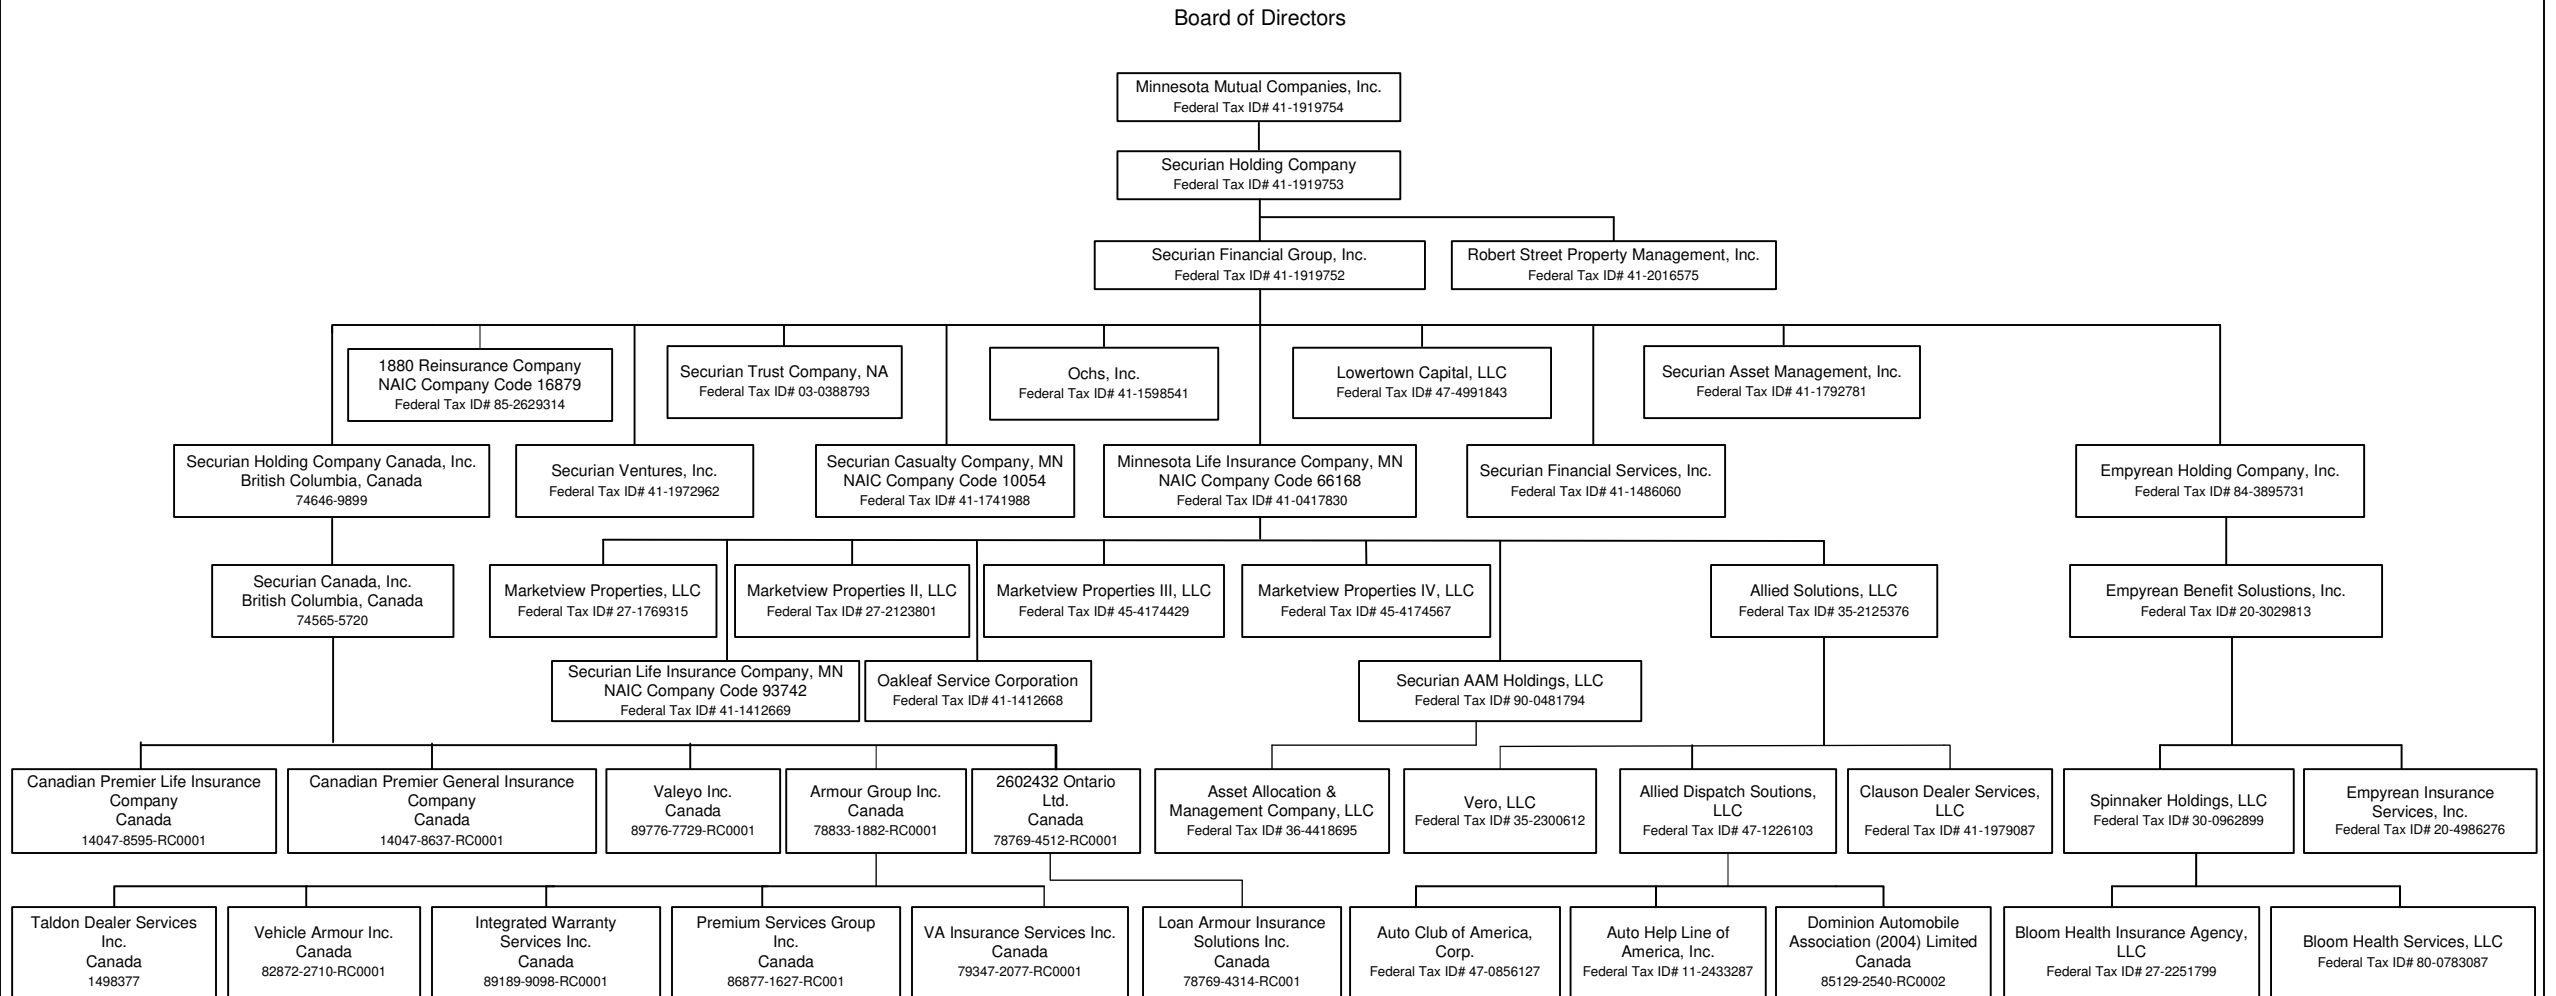 Board of Directors
Minnesota Mutual Companies, Inc.
Federal Tax ID# 41-1919754
Securian Holding Company
Federal Tax ID# 41-1919753
Securian Financial Group, Inc.
Federal Tax ID# 41-1919752
Robert Street Property Management, Inc.
Federal Tax ID# 41-2016575
1880 Reinsurance Company
NAIC Company Code 16879
Federal Tax ID# 85-2629314
Securian Trust Company, NA
Federal Tax ID# 03-0388793
Ochs, Inc.
Federal Tax ID# 41-1598541
Lowertown Capital, LLC
Federal Tax ID# 47-4991843
Securian Asset Management, Inc.
Federal Tax ID# 41-1792781
Securian Holding Company Canada, Inc.
British Columbia, Canada
74646-9899
Securian Ventures, Inc.
Federal Tax ID# 41-1972962
Securian Casualty Company, MN
NAIC Company Code 10054
Federal Tax ID# 41-1741988
Minnesota Life Insurance Company, MN
NAIC Company Code 66168
Federal Tax ID# 41-0417830
Securian Financial Services, Inc.
Federal Tax ID# 41-1486060
Empyrean Holding Company, Inc.
Federal Tax ID# 84-3895731
Securian Canada, Inc.
British Columbia, Canada
74565-5720
Marketview Properties, LLC
Federal Tax ID# 27-1769315
Marketview Properties II, LLC
Federal Tax ID# 27-2123801
Marketview Properties III, LLC
Federal Tax ID# 45-4174429
Marketview Properties IV, LLC
Federal Tax ID# 45-4174567
Allied Solutions, LLC
Federal Tax ID# 35-2125376
Empyrean Benefit Solustions, Inc.
Federal Tax ID# 20-3029813
Securian Life Insurance Company, MN
NAIC Company Code 93742
Federal Tax ID# 41-1412669
Oakleaf Service Corporation
Federal Tax ID# 41-1412668
Securian AAM Holdings, LLC
Federal Tax ID# 90-0481794
Canadian Premier Life Insurance
Company
Canada
14047-8595-RC0001
Canadian Premier General Insurance
Company
Canada
14047-8637-RC0001
Valeyo Inc.
Canada
89776-7729-RC0001
Armour Group Inc.
Canada
78833-1882-RC0001
2602432 Ontario
Ltd.
Canada
78769-4512-RC0001
Asset Allocation &
Management Company, LLC
Federal Tax ID# 36-4418695
Vero, LLC
Federal Tax ID# 35-2300612
Allied Dispatch Soutions,
LLC
Federal Tax ID# 47-1226103
Clauson Dealer Services,
LLC
Federal Tax ID# 41-1979087
Spinnaker Holdings, LLC
Federal Tax ID# 30-0962899
Empyrean Insurance
Services, Inc.
Federal Tax ID# 20-4986276
Taldon Dealer Services
Inc.
Canada
1498377
Vehicle Armour Inc.
Canada
82872-2710-RC0001
Integrated Warranty
Services Inc.
Canada
89189-9098-RC0001
Premium Services Group
Inc.
Canada
86877-1627-RC001
VA Insurance Services Inc.
Canada
79347-2077-RC0001
Loan Armour Insurance
Solutions Inc.
Canada
78769-4314-RC001
Auto Club of America,
Corp.
Federal Tax ID# 47-0856127
Auto Help Line of
America, Inc.
Federal Tax ID# 11-2433287
Dominion Automobile
Association (2004) Limited
Canada
85129-2540-RC0002
Bloom Health Insurance Agency,
LLC
Federal Tax ID# 27-2251799
Bloom Health Services, LLC
Federal Tax ID# 80-0783087